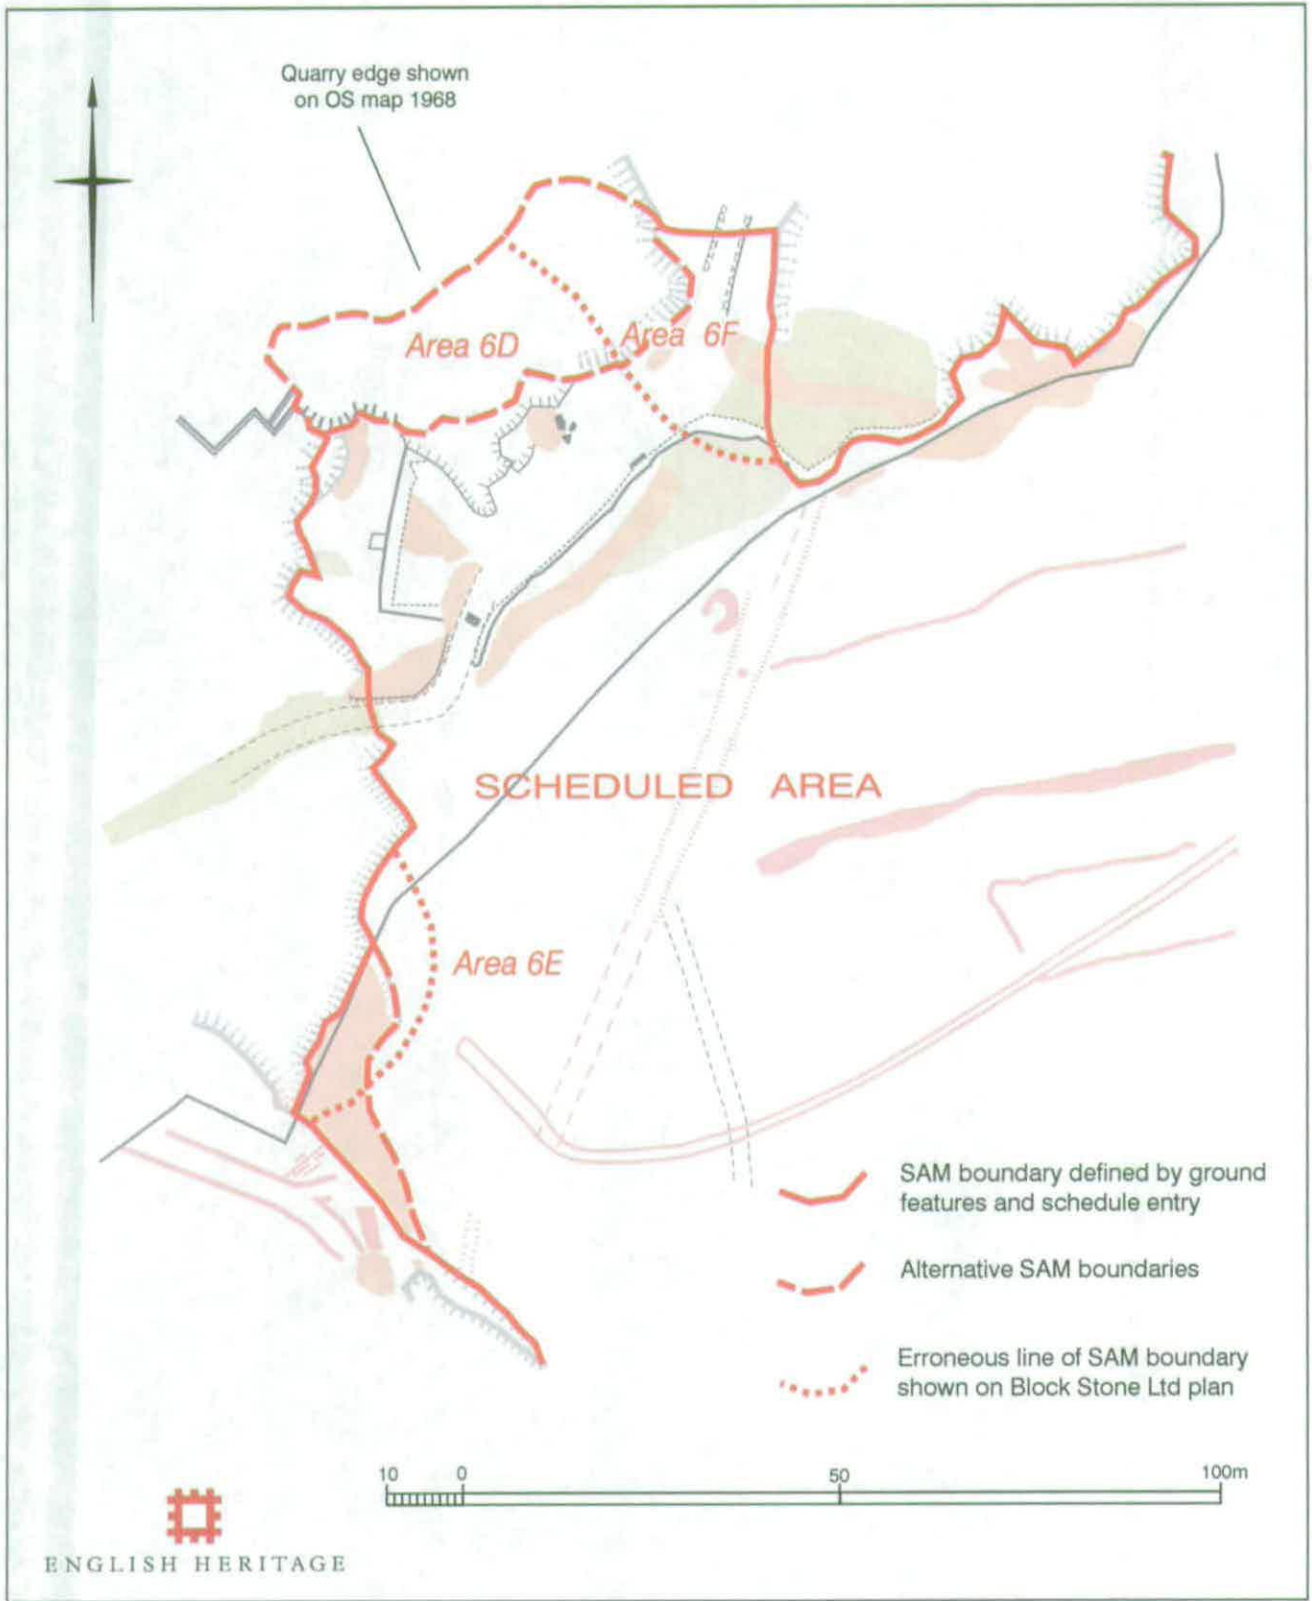 Quarry edge shown
on OS map 1968
Area 6D
Area 6F
SCHEDULED AREA
Area 6E
SAM boundary defined by ground
features and schedule entry
Alternative SAM boundaries
Erroneous line of SAM boundary
shown on Block Stone Ltd plan
10 0 50 100m
ENGLISH HERITAGE